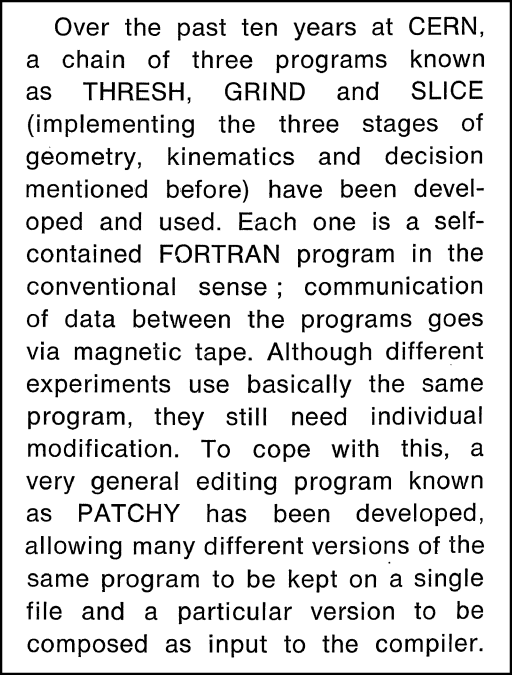 Over the past ten years at CERN,
a chain of three programs known
as THRESH, GRIND and SLICE
(implementing the three stages of
geometry, kinematics and decision
mentioned before) have been devel-
oped and used. Each one is a self-
contained FORTRAN program in the
conventional sense ; communication
of data between the programs goes
via magnetic tape. Although different
experiments use basically the same
program, they still need individual
modification. To cope with this, a
very general editing program known
as PATCHY has been developed,
allowing many different versions of the
same program to be kept on a single
file and a particular version to be
composed as input to the compiler.